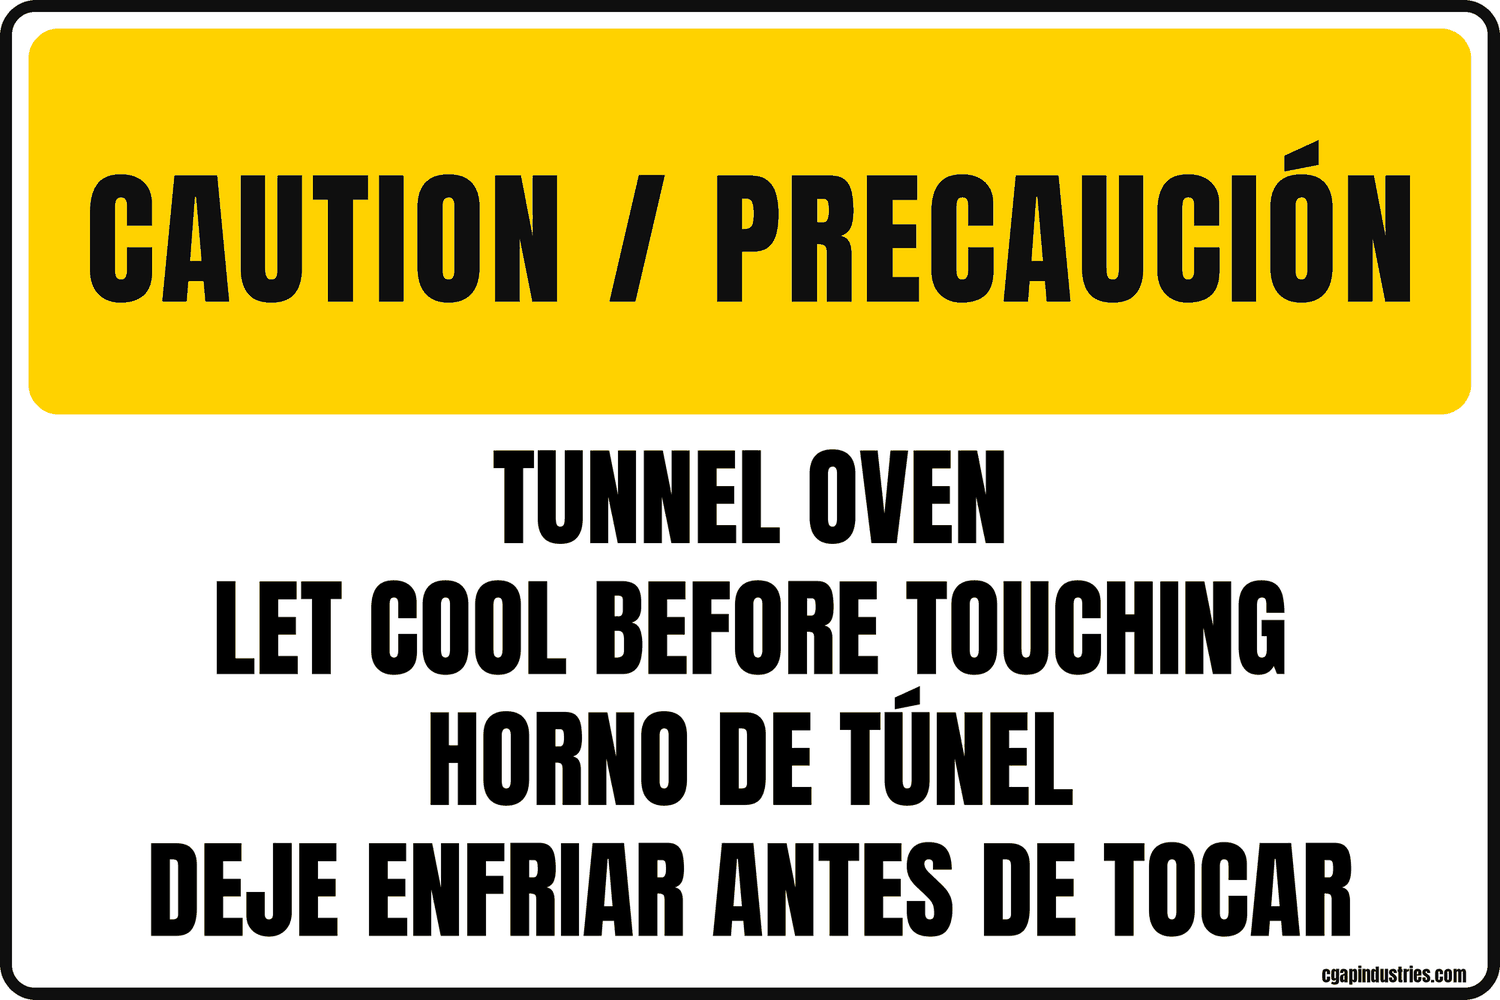 CAUTION / PRECAUCIÓN
TUNNEL OVEN
LET COOL BEFORE TOUCHING
HORNO DE TÚNEL
DEJE ENFRIAR ANTES DE TOCAR
cgapindustries.com